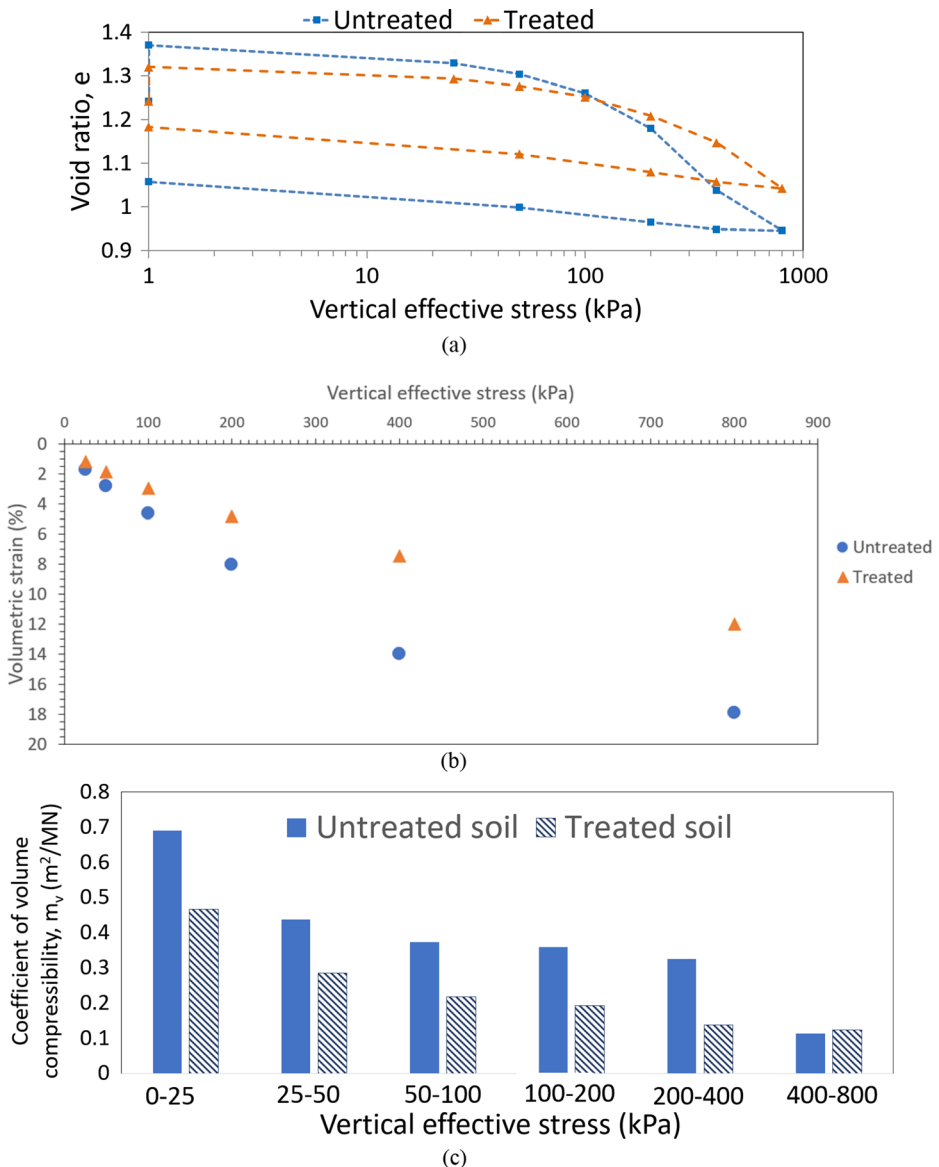 Untreated Treated
1.4
1.3
1.2
1.1
1
0.9
Void ratio, e
1 10 100 1000
Vertical effective stress (kPa)
(a)
Vertical effective stress (kPa)
0 100 200 300 400 500 600 700 800 900
0
2
4
6
8
10
12
14
16
18
20
Volumetric strain (%)
Untreated
Treated
(b)
0.8
0.7
0.6
0.5
0.4
0.3
0.2
0.1
0
Coefficient of volume
compressibility, mv (m²/MN)
Untreated soil Treated soil
0-25 25-50 50-100 100-200 200-400 400-800
Vertical effective stress (kPa)
(c)